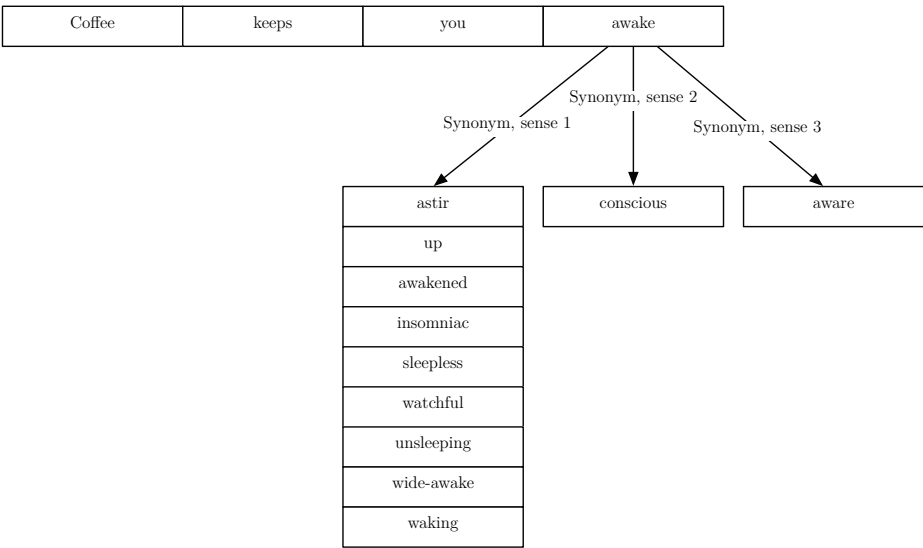 Coffee keeps you awake
Synonym, sense 2
Synonym, sense 1
Synonym, sense 3
astir conscious aware
up
awakened
insomniac
sleepless
watchful
unsleeping
wide-awake
waking